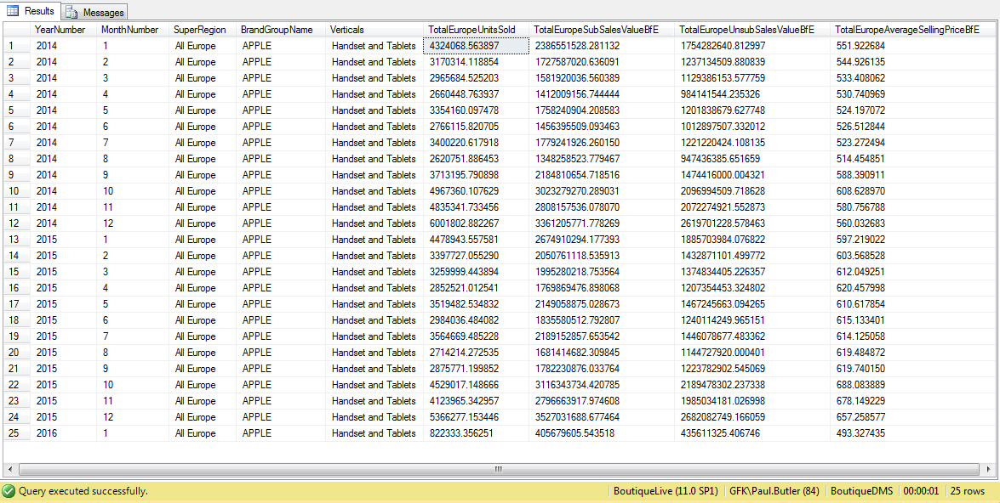 Results Messages
YearNumber MonthNumber SuperRegion BrandGroupName Verticals TotalEuropeUnitsSold TotalEuropeSubSalesValueBfE TotalEuropeUnsubSalesValueBfE TotalEuropeAverageSellingPriceBfE
1 2014 1 All Europe APPLE Handset and Tablets 4324068.563897 2386551528.281132 1754282640.812997 551.922684
2 2014 2 All Europe APPLE Handset and Tablets 3170314.118854 1727587020.636091 1237134509.880839 544.926135
3 2014 3 All Europe APPLE Handset and Tablets 2965684.525203 1581920036.560389 1129386153.577759 533.408062
4 2014 4 All Europe APPLE Handset and Tablets 2660448.763937 1412009156.744444 984141544.235326 530.740969
5 2014 5 All Europe APPLE Handset and Tablets 3354160.097478 1758240904.208583 1201838679.627748 524.197072
6 2014 6 All Europe APPLE Handset and Tablets 2766115.820705 1456395509.093463 1012897507.332012 526.512844
7 2014 7 All Europe APPLE Handset and Tablets 3400220.617918 1779241926.260150 1221220424.108135 523.272494
8 2014 8 All Europe APPLE Handset and Tablets 2620751.886453 1348258523.779467 947436385.651659 514.454851
9 2014 9 All Europe APPLE Handset and Tablets 3713195.790898 2184810654.718516 1474416000.004321 588.390911
10 2014 10 All Europe APPLE Handset and Tablets 4967360.107629 3023279270.289031 2096994509.718628 608.628970
11 2014 11 All Europe APPLE Handset and Tablets 4835341.733456 2808157536.078070 2072274921.552873 580.756788
12 2014 12 All Europe APPLE Handset and Tablets 6001802.882267 3361205771.778269 2619701228.578463 560.032683
13 2015 1 All Europe APPLE Handset and Tablets 4478943.557581 2674910294.177393 1885703984.076822 597.219022
14 2015 2 All Europe APPLE Handset and Tablets 3397727.055290 2050761118.535913 1432871101.499772 603.568528
15 2015 3 All Europe APPLE Handset and Tablets 3259999.443894 1995280218.753564 1374834405.226357 612.049251
16 2015 4 All Europe APPLE Handset and Tablets 2852521.012541 1769869476.898068 1207354453.324802 620.457998
17 2015 5 All Europe APPLE Handset and Tablets 3519482.534832 2149058875.028673 1467245663.094265 610.617854
18 2015 6 All Europe APPLE Handset and Tablets 2984036.484082 1835580512.792807 1240114249.965151 615.133401
19 2015 7 All Europe APPLE Handset and Tablets 3564669.485228 2189152857.653542 1446078677.483362 614.125058
20 2015 8 All Europe APPLE Handset and Tablets 2714214.272535 1681414682.309845 1144727920.000401 619.484872
21 2015 9 All Europe APPLE Handset and Tablets 2875771.199852 1782230876.033764 1223782902.545069 619.740150
22 2015 10 All Europe APPLE Handset and Tablets 4529017.148666 3116343734.420785 2189478302.237338 688.083889
23 2015 11 All Europe APPLE Handset and Tablets 4123965.342957 2796663917.974608 1985034181.026998 678.149229
24 2015 12 All Europe APPLE Handset and Tablets 5366277.153446 3527031688.677464 2682082749.166059 657.258577
25 2016 1 All Europe APPLE Handset and Tablets 822333.356251 405679605.543518 435611325.406746 493.327435
Query executed successfully. BoutiqueLive (11.0 SP1) GFK\Paul.Butler (84) BoutiqueDMS 00:00:01 25 rows